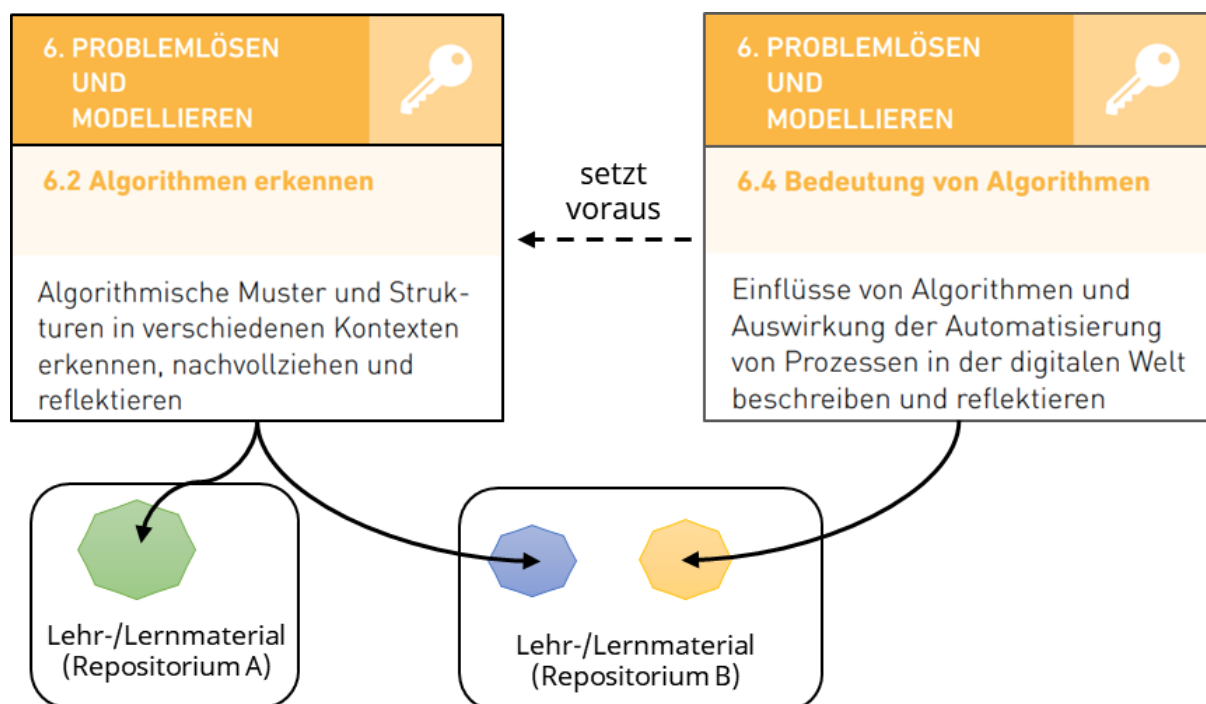 6. PROBLEMLÖSEN
UND
MODELLIEREN
6.2 Algorithmen erkennen
Algorithmische Muster und Struk-
turen in verschiedenen Kontexten
erkennen, nachvollziehen und
reflektieren
setzt
voraus
6. PROBLEMLÖSEN
UND
MODELLIEREN
6.4 Bedeutung von Algorithmen
Einflüsse von Algorithmen und
Auswirkung der Automatisierung
von Prozessen in der digitalen Welt
beschreiben und reflektieren
Lehr-/Lernmaterial
(Repositorium A)
Lehr-/Lernmaterial
(Repositorium B)